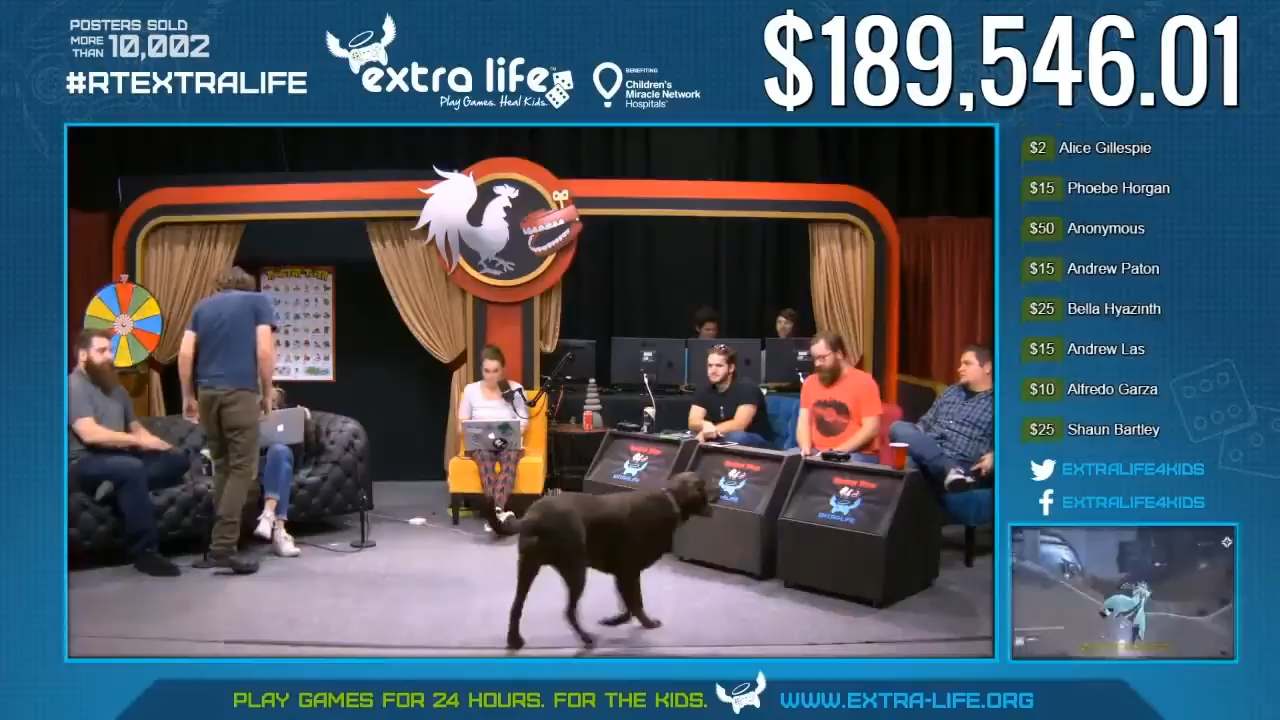 POSTERS SOLD
MORE THAN 10,002
#RTEXTRALIFE
extra life
Play Games. Heal Kids.
BENEFITING
Children's
Miracle Network
Hospitals
$189,546.01
$2 Alice Gillespie
$15 Phoebe Horgan
$50 Anonymous
$15 Andrew Paton
$25 Bella Hyazinth
$15 Andrew Las
$10 Alfredo Garza
$25 Shaun Bartley
EXTRALIFE4KIDS
EXTRALIFE4KIDS
EXTRA LIFE
PLAY GAMES FOR 24 HOURS. FOR THE KIDS.
WWW.EXTRA-LIFE.ORG